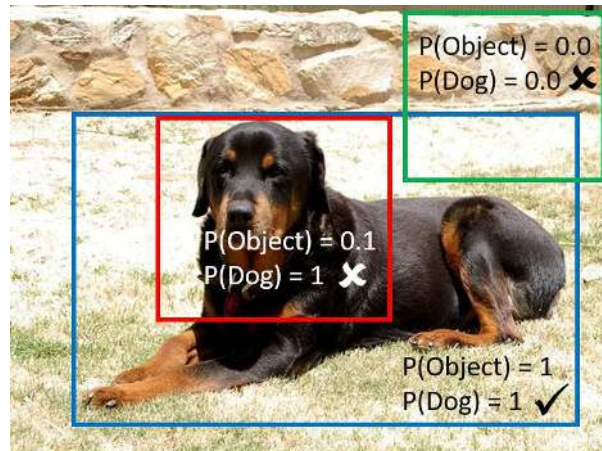 P(Object) = 0.0
P(Dog) = 0.0 ✘
P(Object) = 0.1
P(Dog) = 1 ✘
P(Object) = 1
P(Dog) = 1 ✓